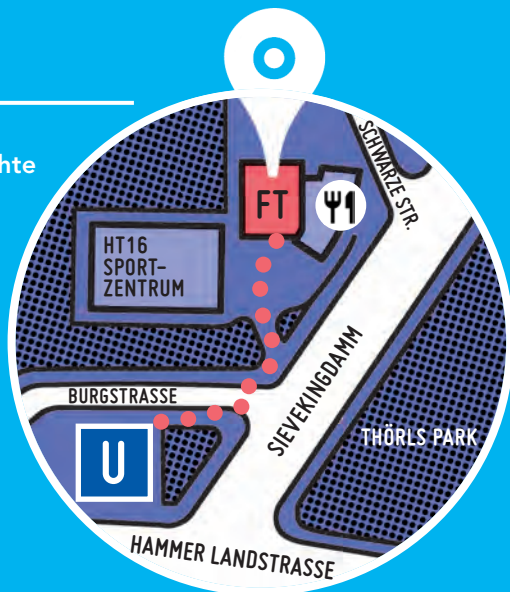 hte
SCHWARZE STR.
FT
HT16
SPORT-
ZENTRUM
BURGSTRASSE
SIEVEKINGDAMM
THÖRLS PARK
U
HAMMER LANDSTRASSE